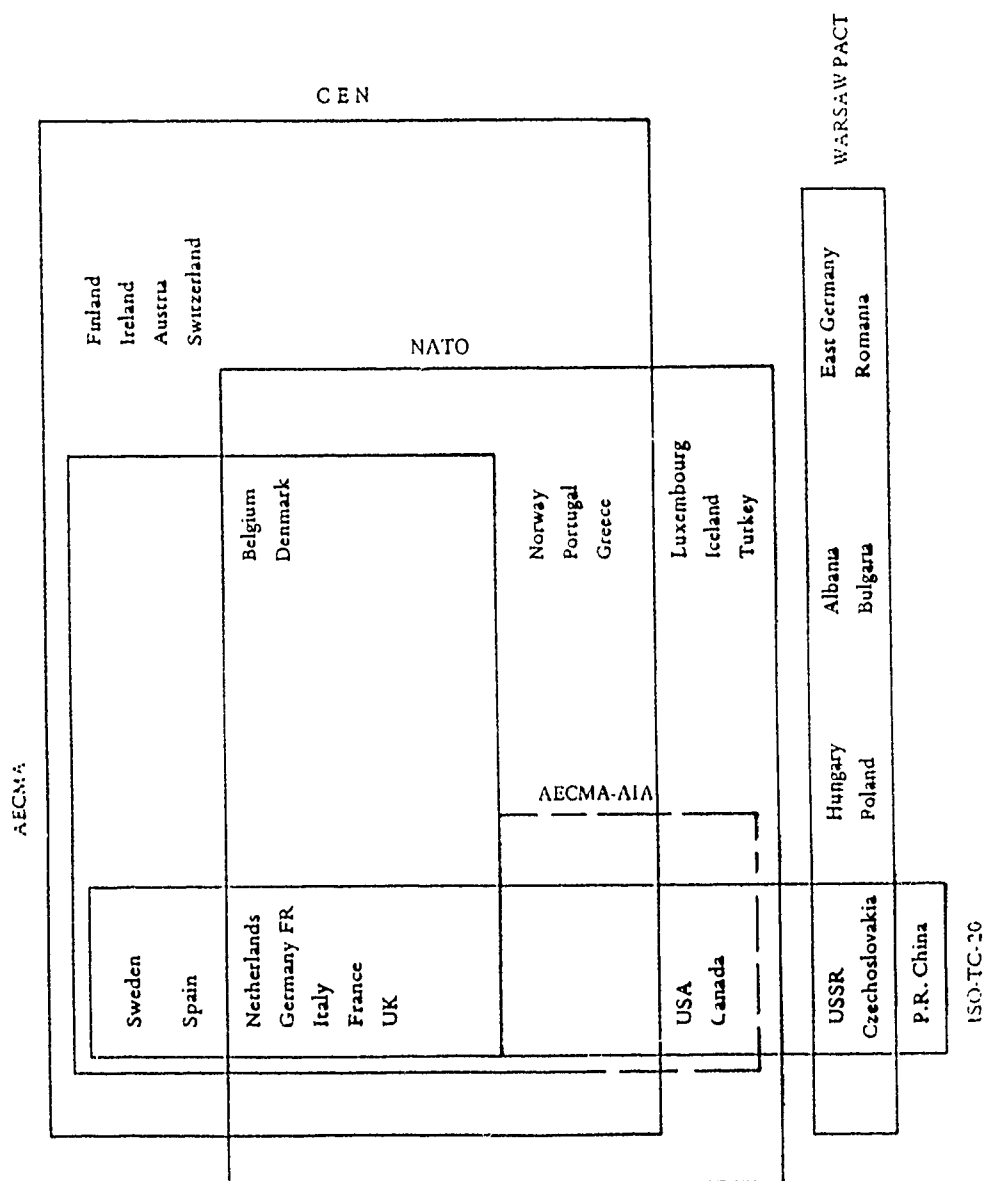 AECMA
CEN
Finland
Ireland
Austria
Switzerland
NATO
Belgium
Denmark
Norway
Portugal
Greece
Luxembourg
Iceland
Turkey
AECMA-AIA
Sweden
Spain
Netherlands
Germany FR
Italy
France
UK
USA
Canada
WARSAW PACT
East Germany
Romania
Albania
Bulgaria
Hungary
Poland
USSR
Czechoslovakia
P.R. China
ISO-TC-20